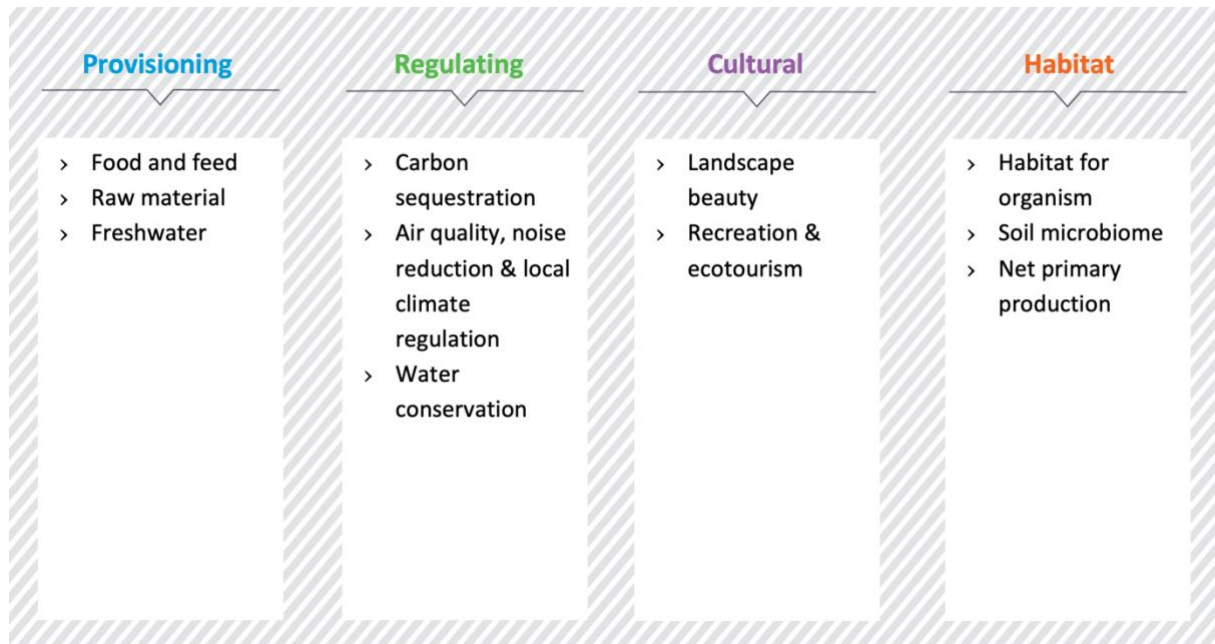 Provisioning
> Food and feed
> Raw material
> Freshwater
Regulating
> Carbon
sequestration
> Air quality, noise
reduction & local
climate
regulation
> Water
conservation
Cultural
> Landscape
beauty
> Recreation &
ecotourism
Habitat
> Habitat for
organism
> Soil microbiome
> Net primary
production